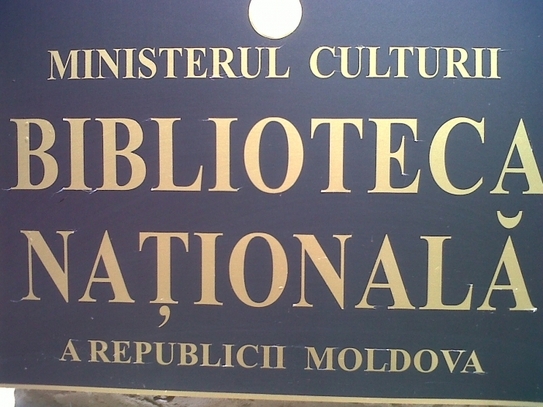 MINISTERUL CULTURII
BIBLIOTECA
NAȚIONALĂ
A REPUBLICII MOLDOVA